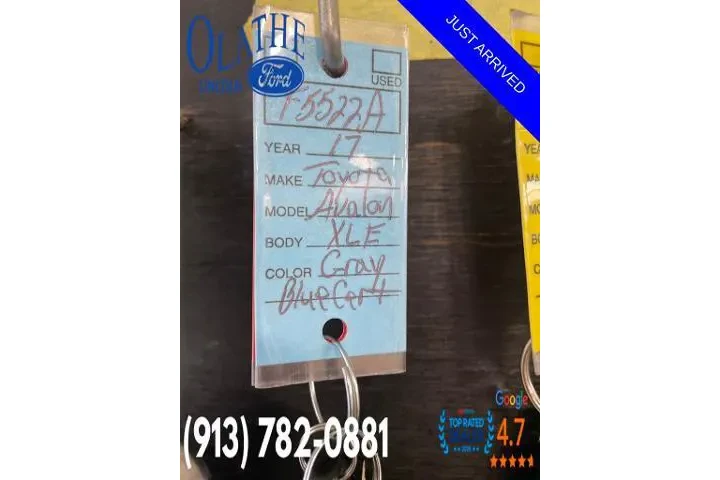 OLATHE
Ford
JUST ARRIVED
USED
F5522A
YEAR 17
MAKE Toyota
MODEL Avalon
BODY XLE
COLOR Gray
Blue Cert
(913) 782-0881
Google
TOP RATED
4.7